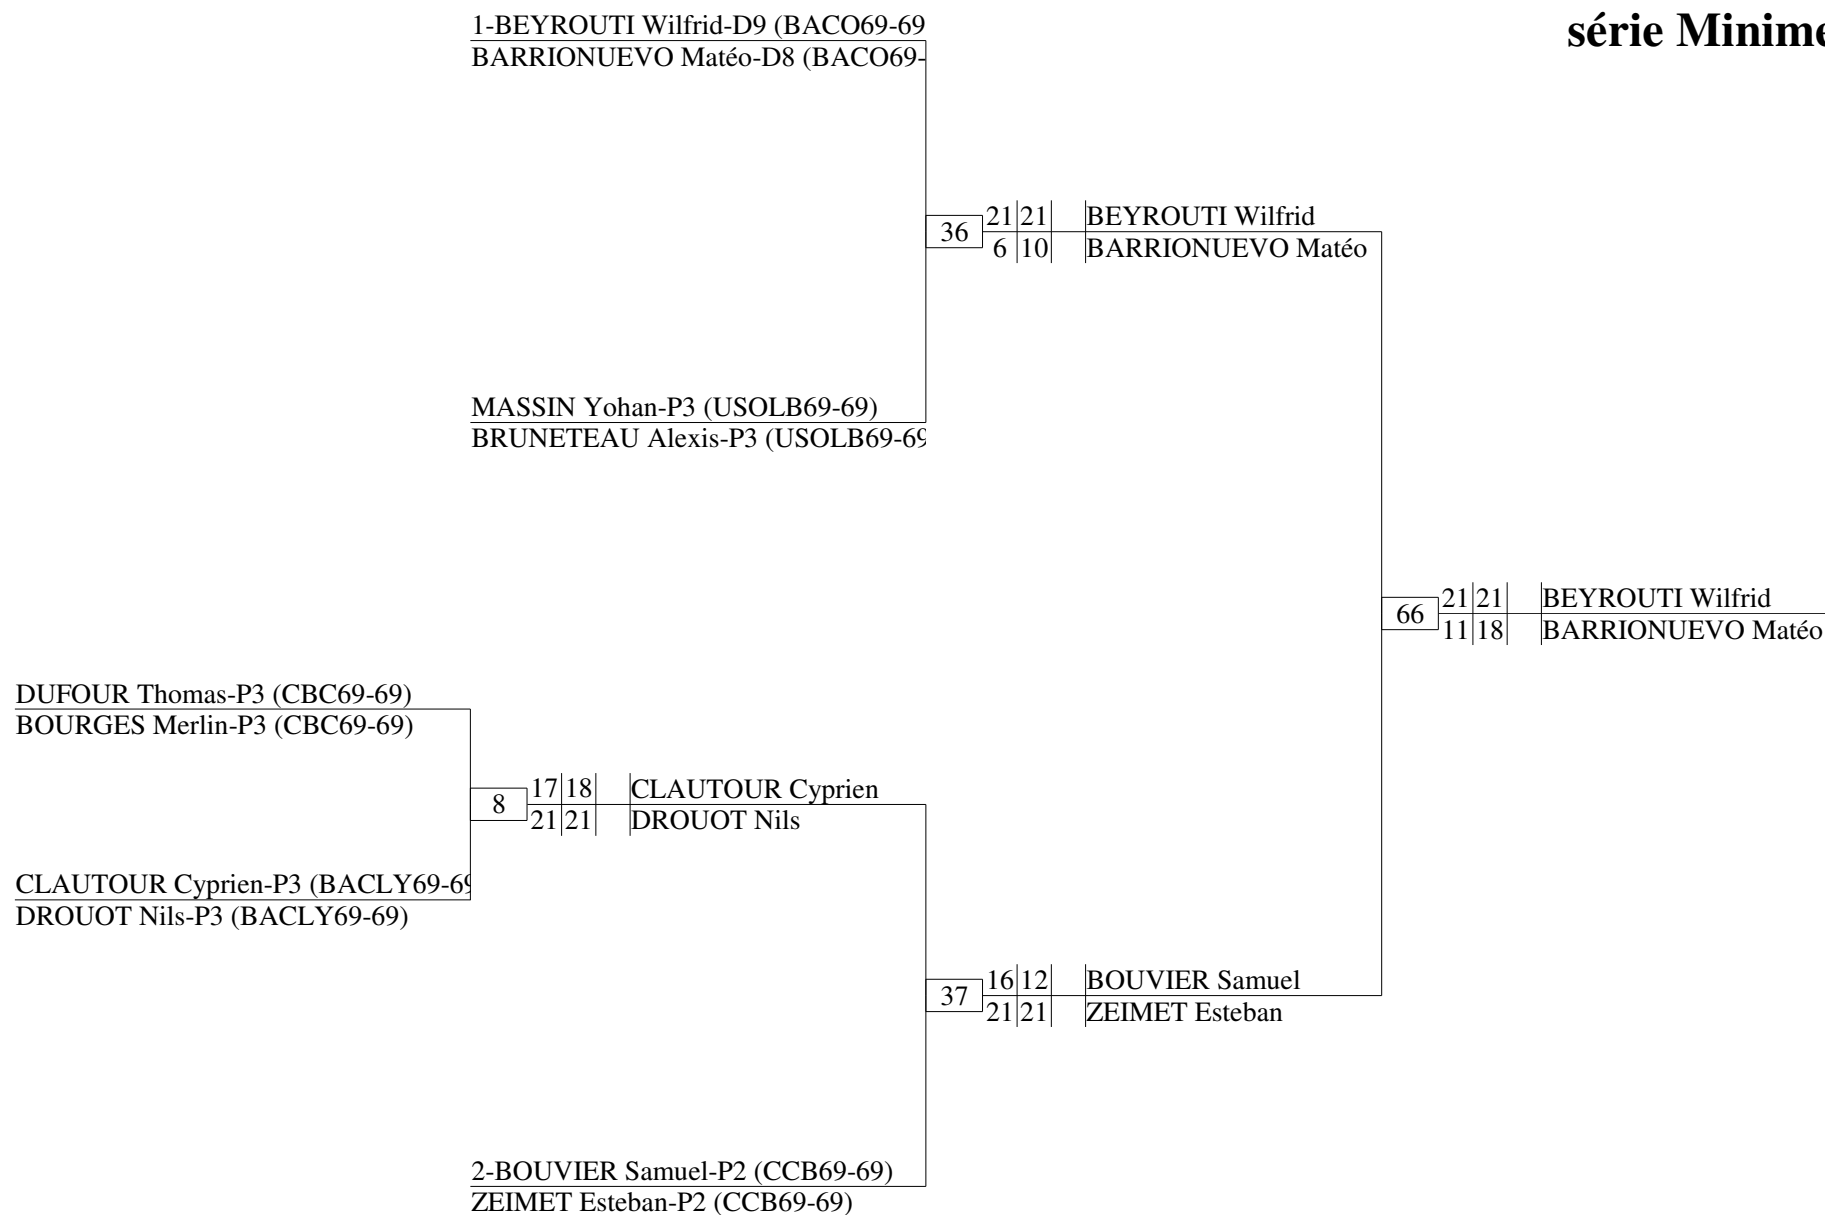 1-BEYROUTI Wilfrid-D9 (BACO69-69
BARRIONUEVO Matéo-D8 (BACO69-
série Minime
36
21 21 BEYROUTI Wilfrid
6 10 BARRIONUEVO Matéo
MASSIN Yohan-P3 (USOLB69-69)
BRUNETEAU Alexis-P3 (USOLB69-69
66
21 21 BEYROUTI Wilfrid
11 18 BARRIONUEVO Matéo
DUFOUR Thomas-P3 (CBC69-69)
BOURGES Merlin-P3 (CBC69-69)
8
17 18 CLAUTOUR Cyprien
21 21 DROUOT Nils
CLAUTOUR Cyprien-P3 (BACLY69-69
DROUOT Nils-P3 (BACLY69-69)
37
16 12 BOUVIER Samuel
21 21 ZEIMET Esteban
2-BOUVIER Samuel-P2 (CCB69-69)
ZEIMET Esteban-P2 (CCB69-69)